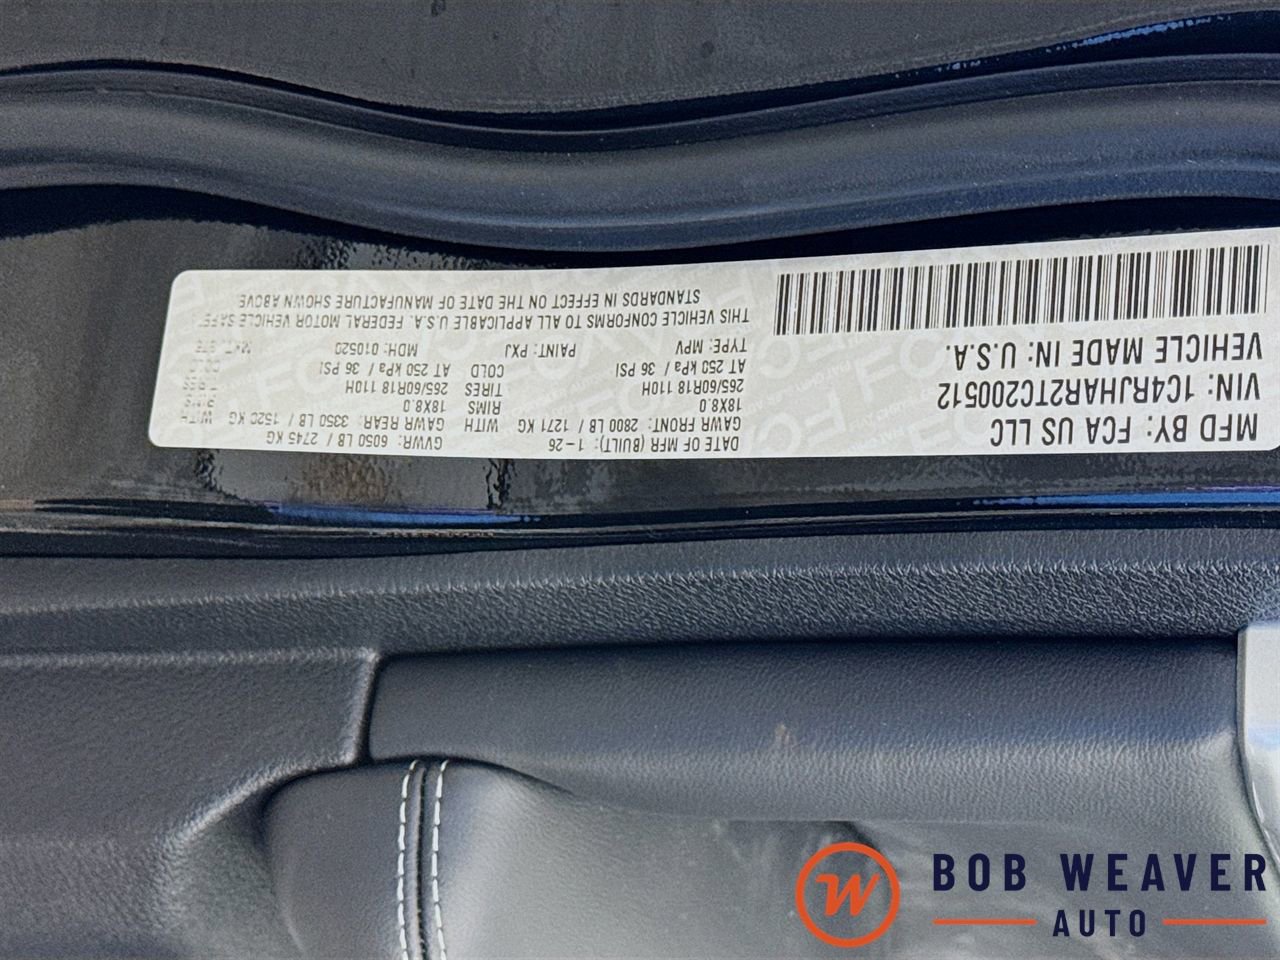 MFD BY: FCA US LLC
VIN: 1C4RJHAR2TC200512
VEHICLE MADE IN: U.S.A.
DATE OF MFR (BUILT): 1-26 GVWR: 6050 LB / 2745 KG
GAWR FRONT: 2800 LB / 1271 KG WITH GAWR REAR: 3350 LB / 1520 KG WITH
18X8.0 RIMS 18X8.0 RIMS
265/60R18 110H TIRES 265/60R18 110H TIRES
AT 250 kPa / 36 PSI COLD AT 250 kPa / 36 PSI COLD
TYPE: MPV PAINT: PXJ MDH: 010520
THIS VEHICLE CONFORMS TO ALL APPLICABLE U.S.A. FEDERAL MOTOR VEHICLE
STANDARDS IN EFFECT ON THE DATE OF MANUFACTURE SHOWN ABOVE
W BOB WEAVER
AUTO